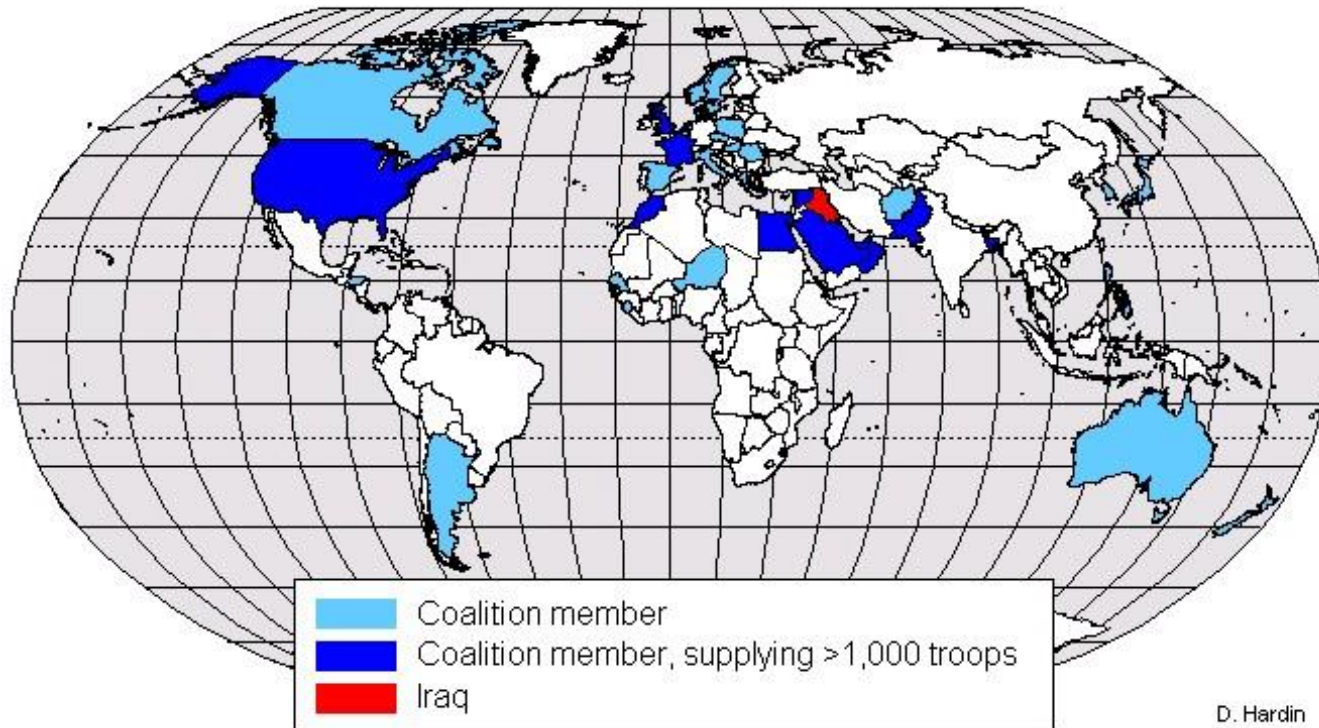 Coalition member
Coalition member, supplying >1,000 troops
Iraq
D. Hardin